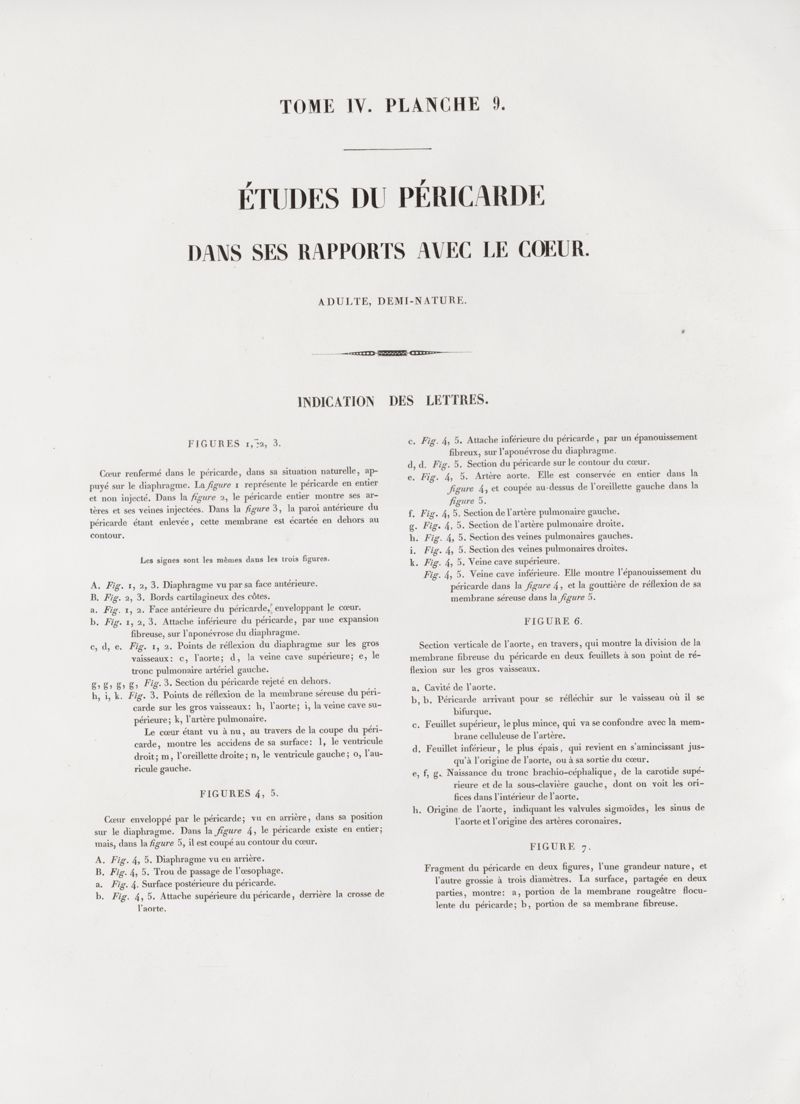 TOME IV. PLANCHE 9.
ÉTUDES DU PÉRICARDE
DANS SES RAPPORTS AVEC LE CŒUR.
ADULTE, DEMI-NATURE.
INDICATION DES LETTRES.
FIGURES 1, 2, 3.
Cœur renfermé dans le péricarde, dans sa situation naturelle, ap-
puyé sur le diaphragme. La figure 1 représente le péricarde en entier
et non injecté. Dans la figure 2, le péricarde entier montre ses ar-
tères et ses veines injectées. Dans la figure 3, la paroi antérieure du
péricarde étant enlevée, cette membrane est écartée en dehors au
contour.
Les signes sont les mêmes dans les trois figures.
A. Fig. 1, 2, 3. Diaphragme vu par sa face antérieure.
B. Fig. 2, 3. Bords cartilagineux des côtes.
a. Fig. 1, 2. Face antérieure du péricarde, enveloppant le cœur.
b. Fig. 1, 2, 3. Attache inférieure du péricarde, par une expansion
fibreuse, sur l'aponévrose du diaphragme.
c, d, e. Fig. 1, 2. Points de réflexion du diaphragme sur les gros
vaisseaux: c, l'aorte; d, la veine cave supérieure; e, le
tronc pulmonaire artériel gauche.
g, g, g, g, Fig. 3. Section du péricarde rejeté en dehors.
h, i, k. Fig. 3. Points de réflexion de la membrane séreuse du péri-
carde sur les gros vaisseaux: h, l'aorte; i, la veine cave su-
périeure; k, l'artère pulmonaire.
Le cœur étant vu à nu, au travers de la coupe du péri-
carde, montre les accidens de sa surface: l, le ventricule
droit; m, l'oreillette droite; n, le ventricule gauche; o, l'au-
ricule gauche.
FIGURES 4, 5.
Cœur enveloppé par le péricarde; vu en arrière, dans sa position
sur le diaphragme. Dans la figure 4, le péricarde existe en entier;
mais, dans la figure 5, il est coupé au contour du cœur.
A. Fig. 4, 5. Diaphragme vu en arrière.
B. Fig. 4, 5. Trou de passage de l'œsophage.
a. Fig. 4. Surface postérieure du péricarde.
b. Fig. 4, 5. Attache supérieure du péricarde, derrière la crosse de
l'aorte.
c. Fig. 4, 5. Attache inférieure du péricarde, par un épanouissement
fibreux, sur l'aponévrose du diaphragme.
d, d. Fig. 5. Section du péricarde sur le contour du cœur.
e. Fig. 4, 5. Artère aorte. Elle est conservée en entier dans la
figure 4, et coupée au-dessus de l'oreillette gauche dans la
figure 5.
f. Fig. 4, 5. Section de l'artère pulmonaire gauche.
g. Fig. 4, 5. Section de l'artère pulmonaire droite.
h. Fig. 4, 5. Section des veines pulmonaires gauches.
i. Fig. 4, 5. Section des veines pulmonaires droites.
k. Fig. 4, 5. Veine cave supérieure.
Fig. 4, 5. Veine cave inférieure. Elle montre l'épanouissement du
péricarde dans la figure 4, et la gouttière de réflexion de sa
membrane séreuse dans la figure 5.
FIGURE 6.
Section verticale de l'aorte, en travers, qui montre la division de la
membrane fibreuse du péricarde en deux feuillets à son point de ré-
flexion sur les gros vaisseaux.
a. Cavité de l'aorte.
b, b. Péricarde arrivant pour se réfléchir sur le vaisseau où il se
bifurque.
c. Feuillet supérieur, le plus mince, qui va se confondre avec la mem-
brane celluleuse de l'artère.
d. Feuillet inférieur, le plus épais, qui revient en s'amincissant jus-
qu'à l'origine de l'aorte, ou à sa sortie du cœur.
e, f, g. Naissance du tronc brachio-céphalique, de la carotide supé-
rieure et de la sous-clavière gauche, dont on voit les ori-
fices dans l'intérieur de l'aorte.
h. Origine de l'aorte, indiquant les valvules sigmoïdes, les sinus de
l'aorte et l'origine des artères coronaires.
FIGURE 7.
Fragment du péricarde en deux figures, l'une grandeur nature, et
l'autre grossie à trois diamètres. La surface, partagée en deux
parties, montre: a, portion de la membrane rougeâtre flocu-
lente du péricarde; b, portion de sa membrane fibreuse.